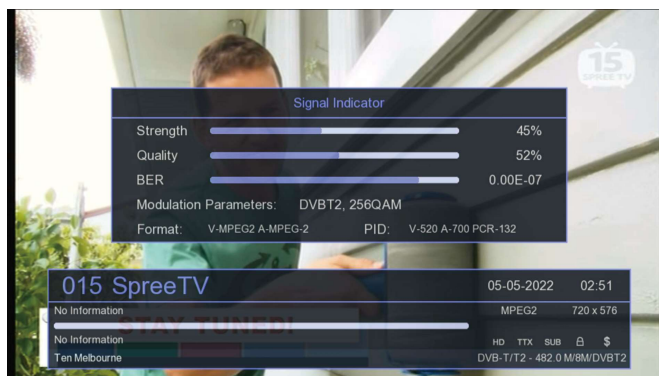 15
SPREE TV
Signal Indicator
Strength 45%
Quality 52%
BER 0.00E-07
Modulation Parameters: DVBT2, 256QAM
Format: V-MPEG2 A-MPEG-2 PID: V-520 A-700 PCR-132
015 SpreeTV 05-05-2022 02:51
No Information MPEG2 720 x 576
STAY TUNED!
No Information HD TTX SUB $
Ten Melbourne DVB-T/T2 - 482.0 M/8M/DVBT2